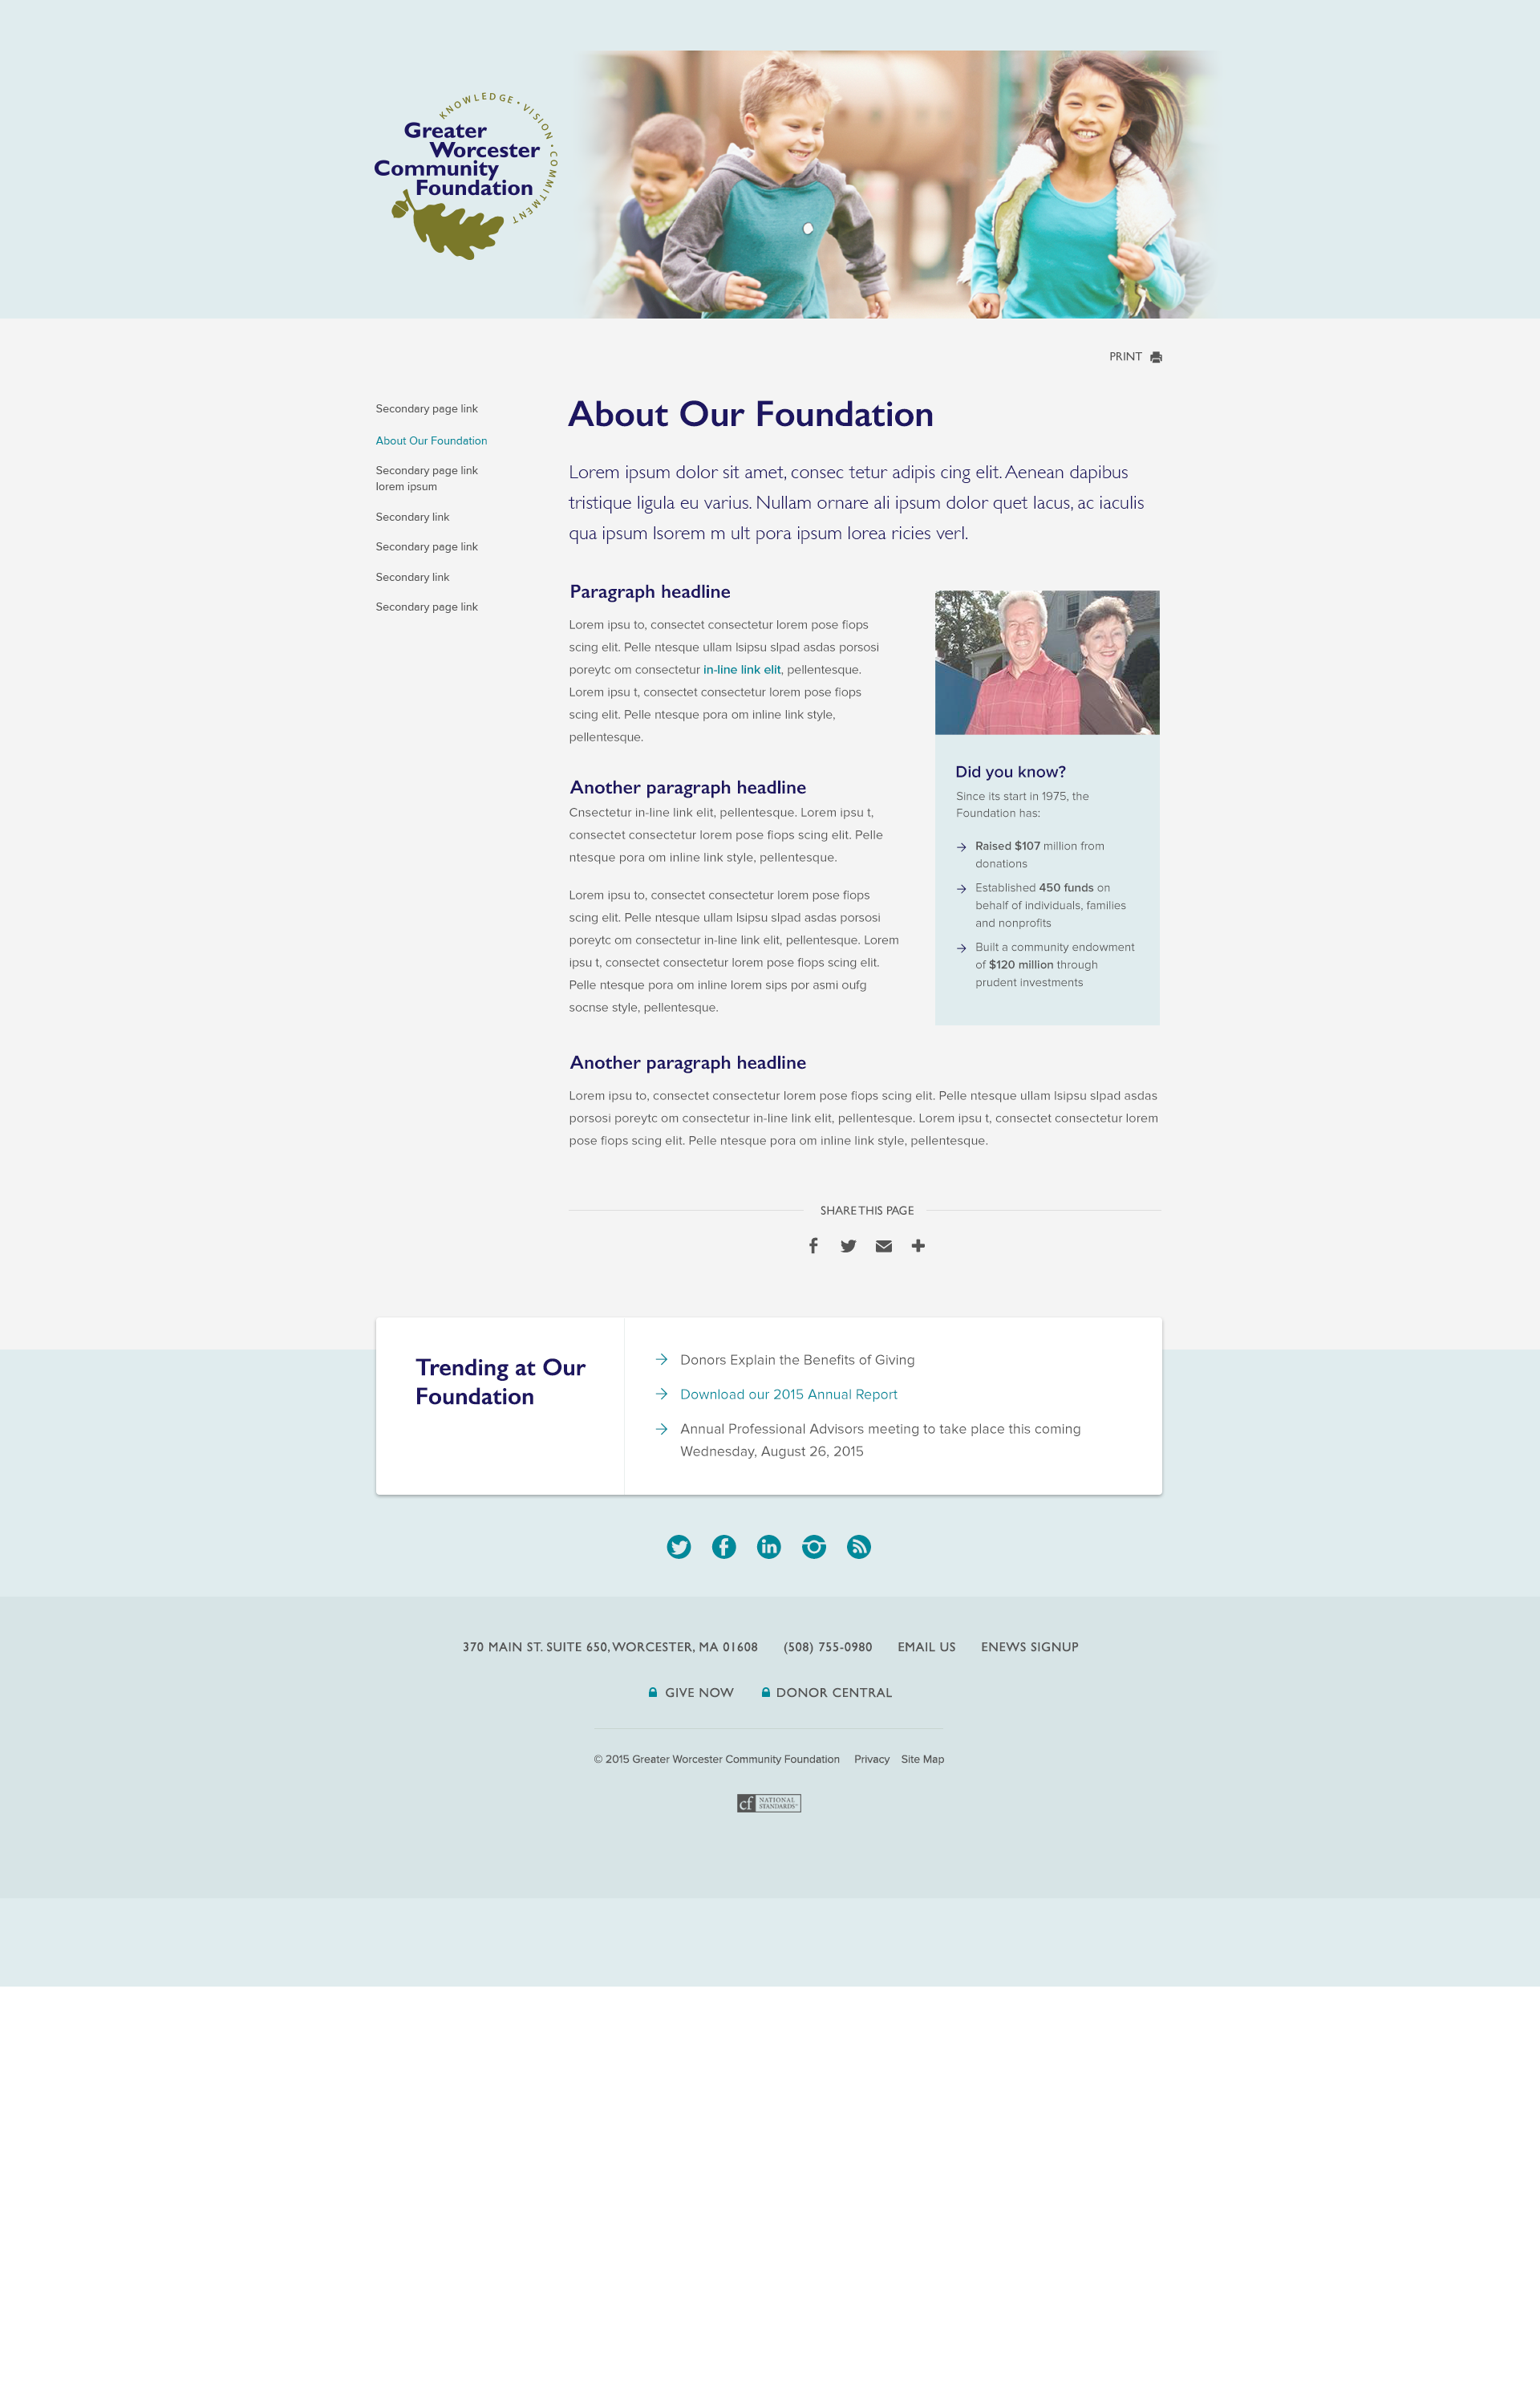 KNOWLEDGE • VISION • COMMITMENT
Greater
Worcester
Community
Foundation
PRINT
Secondary page link
About Our Foundation
Secondary page link
lorem ipsum
Secondary link
Secondary page link
Secondary link
Secondary page link
About Our Foundation
Lorem ipsum dolor sit amet, consec tetur adipis cing elit. Aenean dapibus
tristique ligula eu varius. Nullam ornare ali ipsum dolor quet lacus, ac iaculis
qua ipsum lsorem m ult pora ipsum lorea ricies verl.
Paragraph headline
Lorem ipsu to, consectet consectetur lorem pose fiops
scing elit. Pelle ntesque ullam lsipsu slpad asdas porsosi
poreytc om consectetur in-line link elit, pellentesque.
Lorem ipsu t, consectet consectetur lorem pose fiops
scing elit. Pelle ntesque pora om inline link style,
pellentesque.
Another paragraph headline
Cnsectetur in-line link elit, pellentesque. Lorem ipsu t,
consectet consectetur lorem pose fiops scing elit. Pelle
ntesque pora om inline link style, pellentesque.
Lorem ipsu to, consectet consectetur lorem pose fiops
scing elit. Pelle ntesque ullam lsipsu slpad asdas porsosi
poreytc om consectetur in-line link elit, pellentesque. Lorem
ipsu t, consectet consectetur lorem pose fiops scing elit.
Pelle ntesque pora om inline lorem sips por asmi oufg
socnse style, pellentesque.
Did you know?
Since its start in 1975, the
Foundation has:
Raised $107 million from
donations
Established 450 funds on
behalf of individuals, families
and nonprofits
Built a community endowment
of $120 million through
prudent investments
Another paragraph headline
Lorem ipsu to, consectet consectetur lorem pose fiops scing elit. Pelle ntesque ullam lsipsu slpad asdas
porsosi poreytc om consectetur in-line link elit, pellentesque. Lorem ipsu t, consectet consectetur lorem
pose fiops scing elit. Pelle ntesque pora om inline link style, pellentesque.
SHARE THIS PAGE
Trending at Our
Foundation
Donors Explain the Benefits of Giving
Download our 2015 Annual Report
Annual Professional Advisors meeting to take place this coming
Wednesday, August 26, 2015
370 MAIN ST. SUITE 650, WORCESTER, MA 01608 (508) 755-0980 EMAIL US ENEWS SIGNUP
GIVE NOW DONOR CENTRAL
© 2015 Greater Worcester Community Foundation Privacy Site Map
cf NATIONAL
STANDARDS™